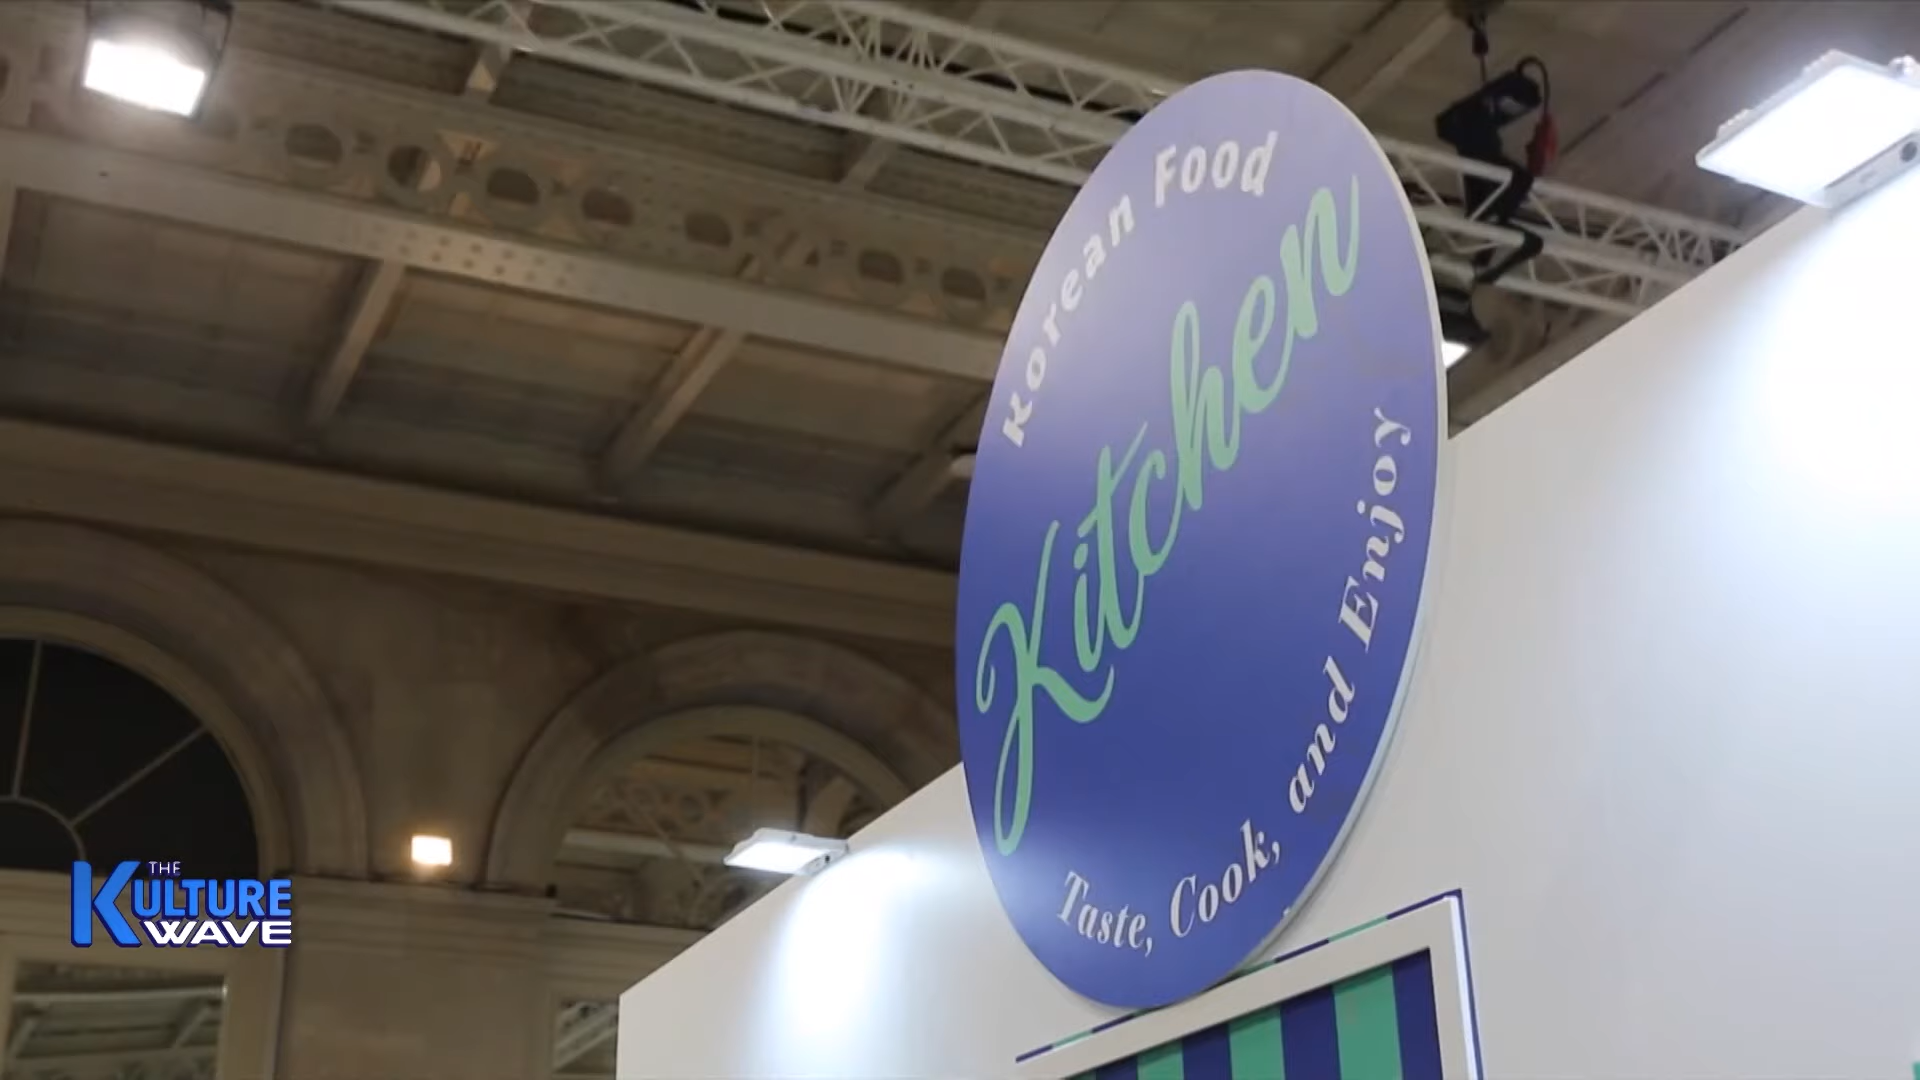 Korean Food
Kitchen
Taste, Cook, and Enjoy
THE
KULTURE
WAVE